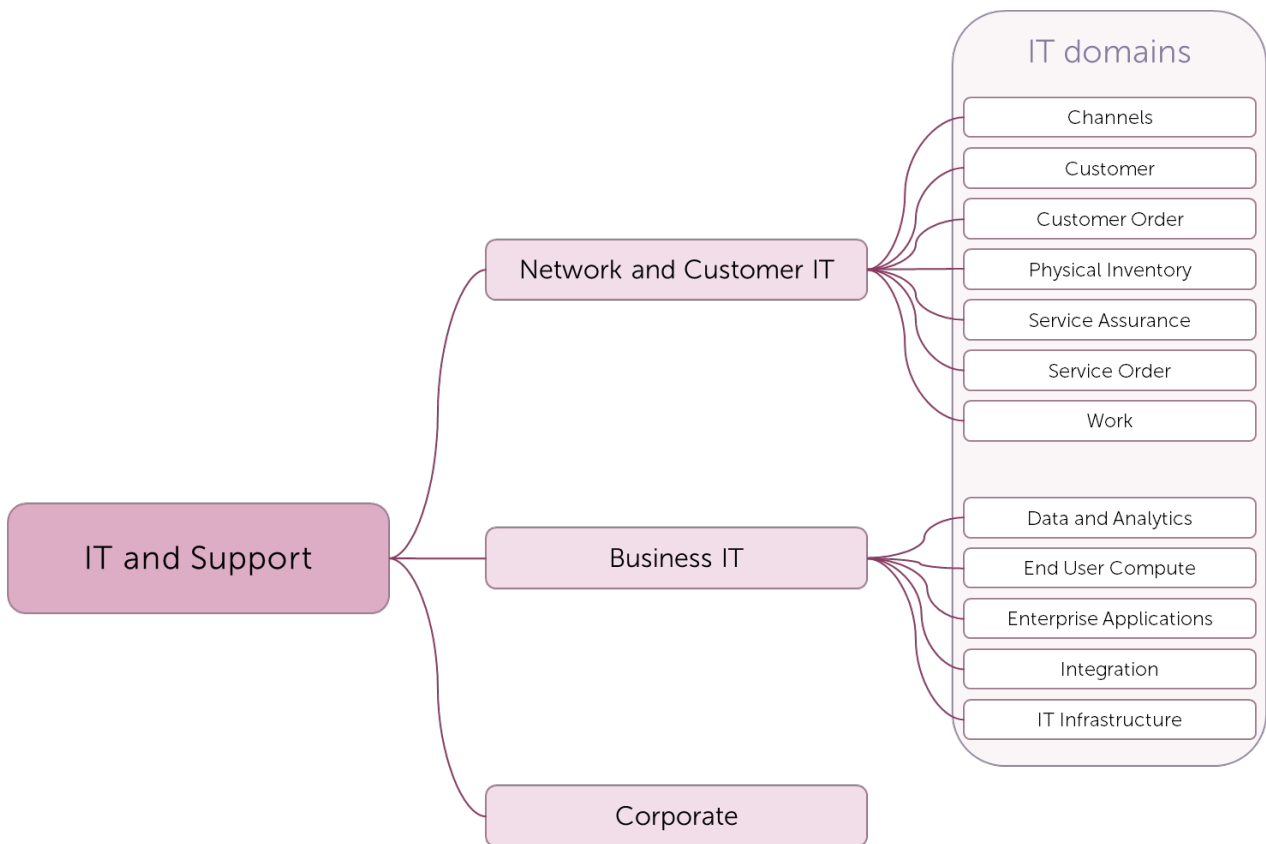 IT domains
Channels
Customer
Customer Order
Network and Customer IT
Physical Inventory
Service Assurance
Service Order
Work
IT and Support
Business IT
Data and Analytics
End User Compute
Enterprise Applications
Integration
IT Infrastructure
Corporate